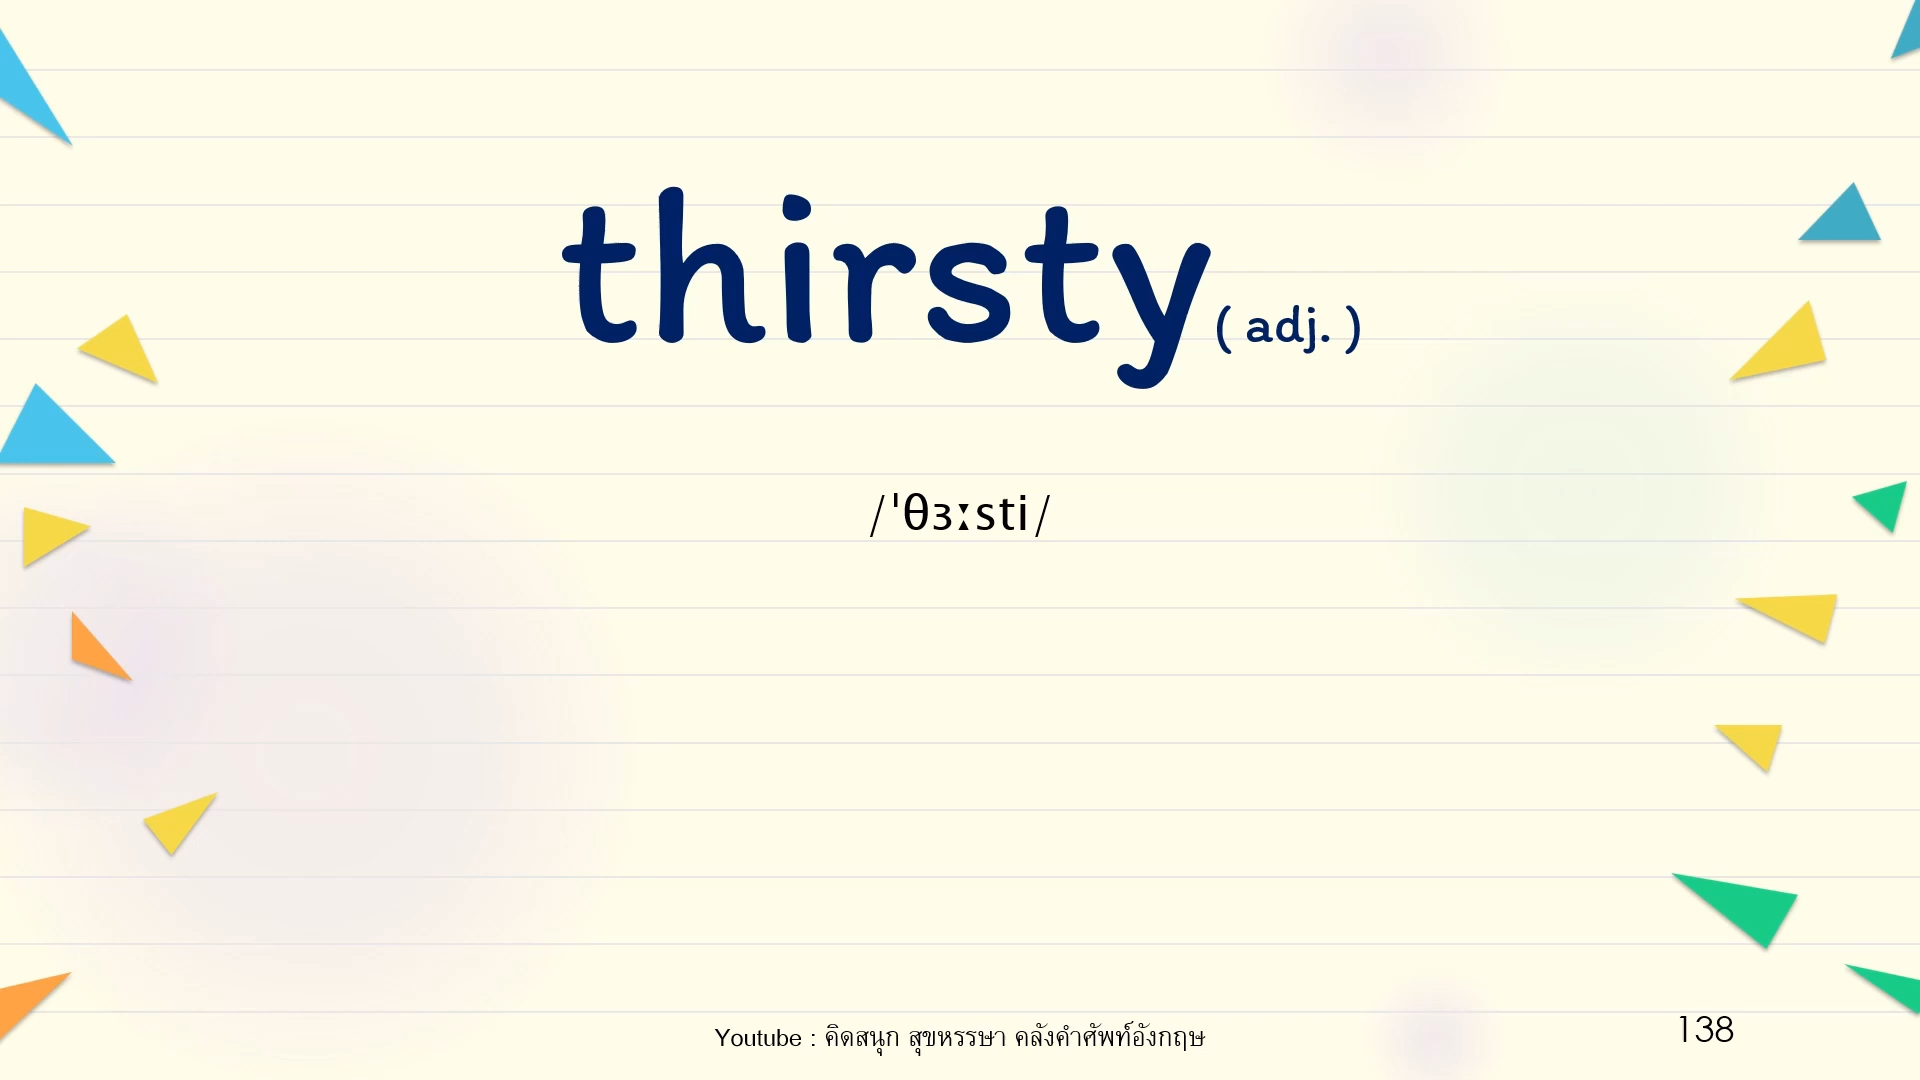 thirsty ( adj. )
/ˈθɜːsti/
Youtube : คิดสนุก สุขหรรษา คลังคำศัพท์อังกฤษ
138